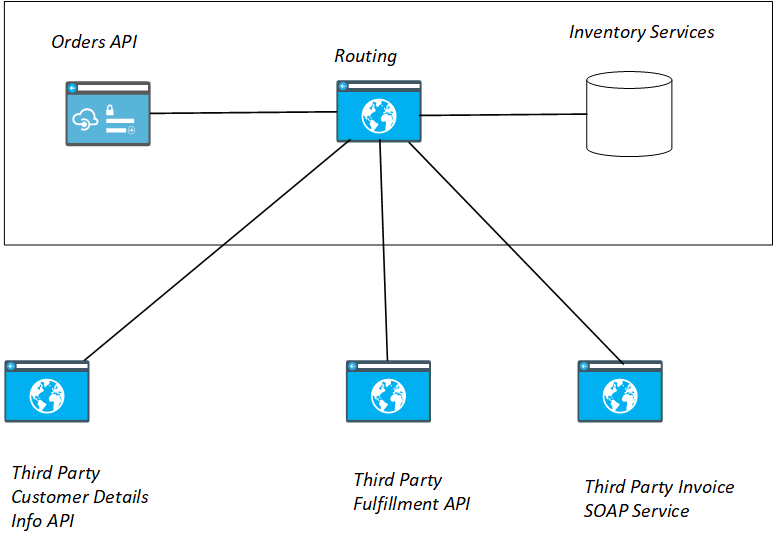 Orders API
Routing
Inventory Services
Third Party
Customer Details
Info API
Third Party
Fulfillment API
Third Party Invoice
SOAP Service